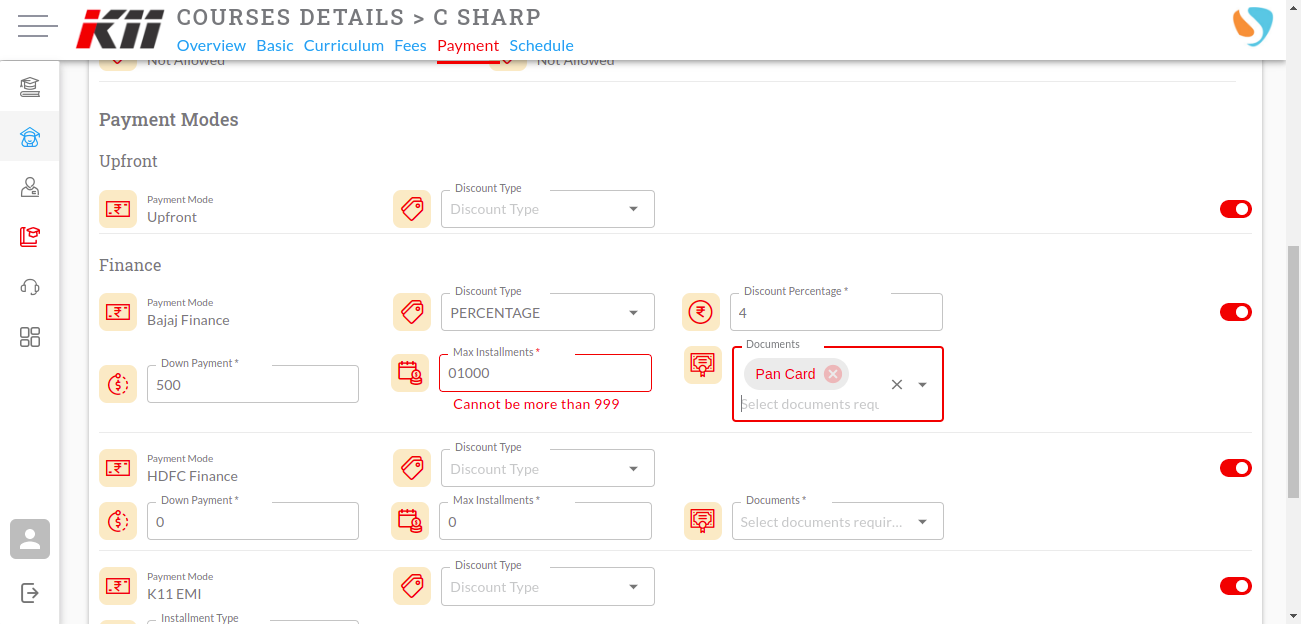 K11
COURSES DETAILS > C SHARP
Overview Basic Curriculum Fees Payment Schedule
Not Allowed Not Allowed
Payment Modes
Upfront
Payment Mode
Upfront
Discount Type
Discount Type
Finance
Payment Mode
Bajaj Finance
Discount Type
PERCENTAGE
Discount Percentage *
4
Down Payment *
500
Max Installments *
01000
Cannot be more than 999
Documents
Pan Card
Select documents requ
Payment Mode
HDFC Finance
Discount Type
Discount Type
Down Payment *
0
Max Installments *
0
Documents *
Select documents requir...
Payment Mode
K11 EMI
Discount Type
Discount Type
Installment Type